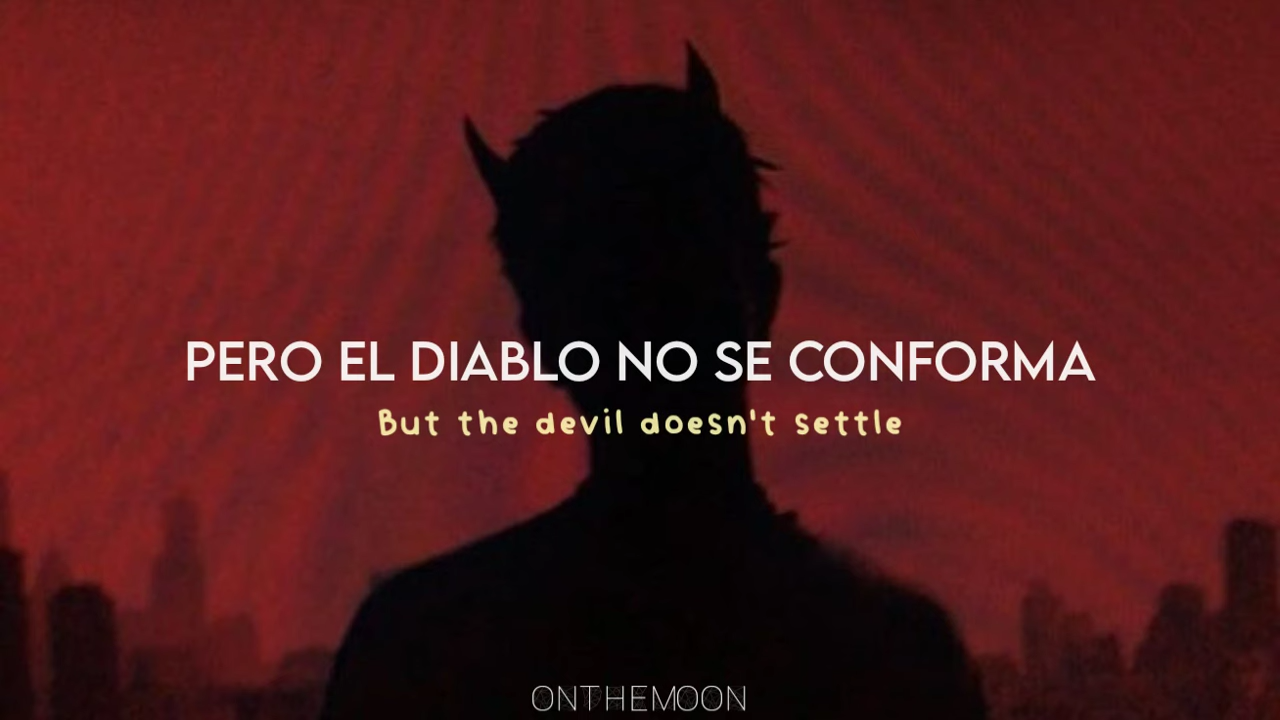 PERO EL DIABLO NO SE CONFORMA
But the devil doesn't settle
ONTHEMOON